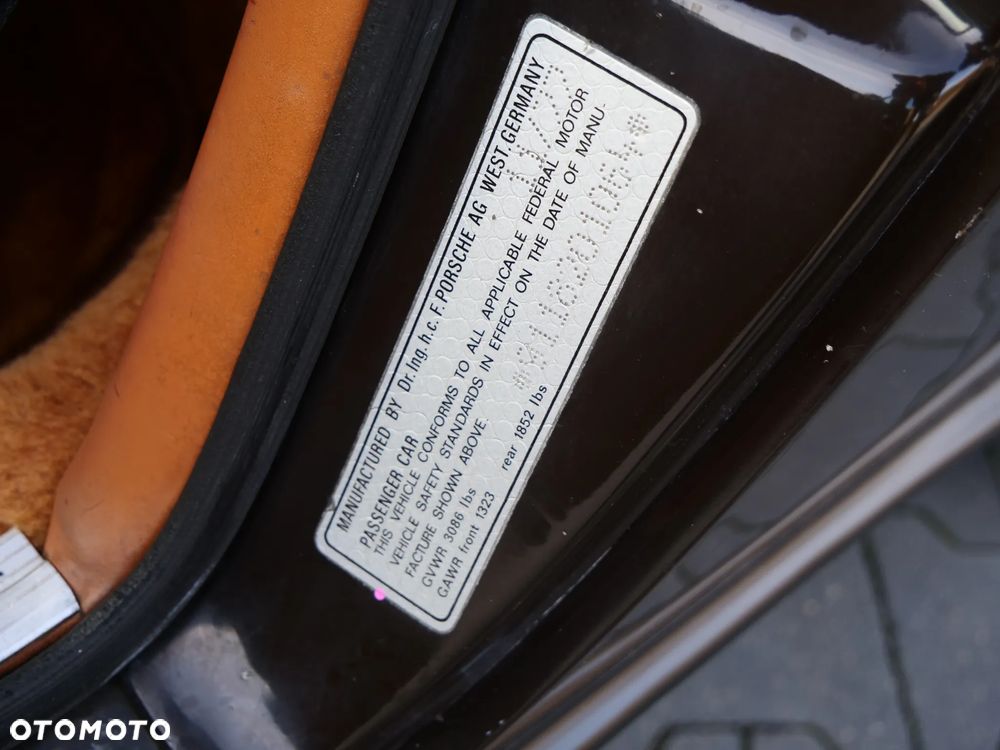 MANUFACTURED BY Dr. Ing. h.c. F. PORSCHE AG WEST. GERMANY
PASSENGER CAR
THIS VEHICLE CONFORMS TO ALL APPLICABLE FEDERAL MOTOR
VEHICLE SAFETY STANDARDS IN EFFECT ON THE DATE OF MANU-
FACTURE SHOWN ABOVE
GVWR 3086 lbs
GAWR front 1323 rear 1852 lbs
OTOMOTO